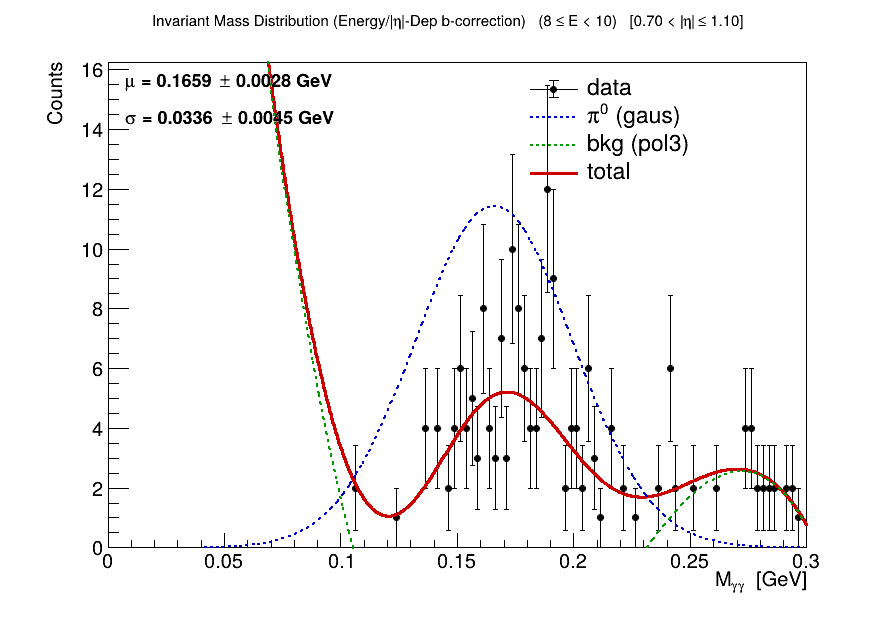 Invariant Mass Distribution (Energy/|η|-Dep b-correction) (8 ≤ E < 10) [0.70 < |η| ≤ 1.10]
Counts
μ = 0.1659 ± 0.0028 GeV
σ = 0.0336 ± 0.0045 GeV
data
π⁰ (gaus)
bkg (pol3)
total
16
14
12
10
8
6
4
2
0
0 0.05 0.1 0.15 0.2 0.25 0.3
Mγγ [GeV]